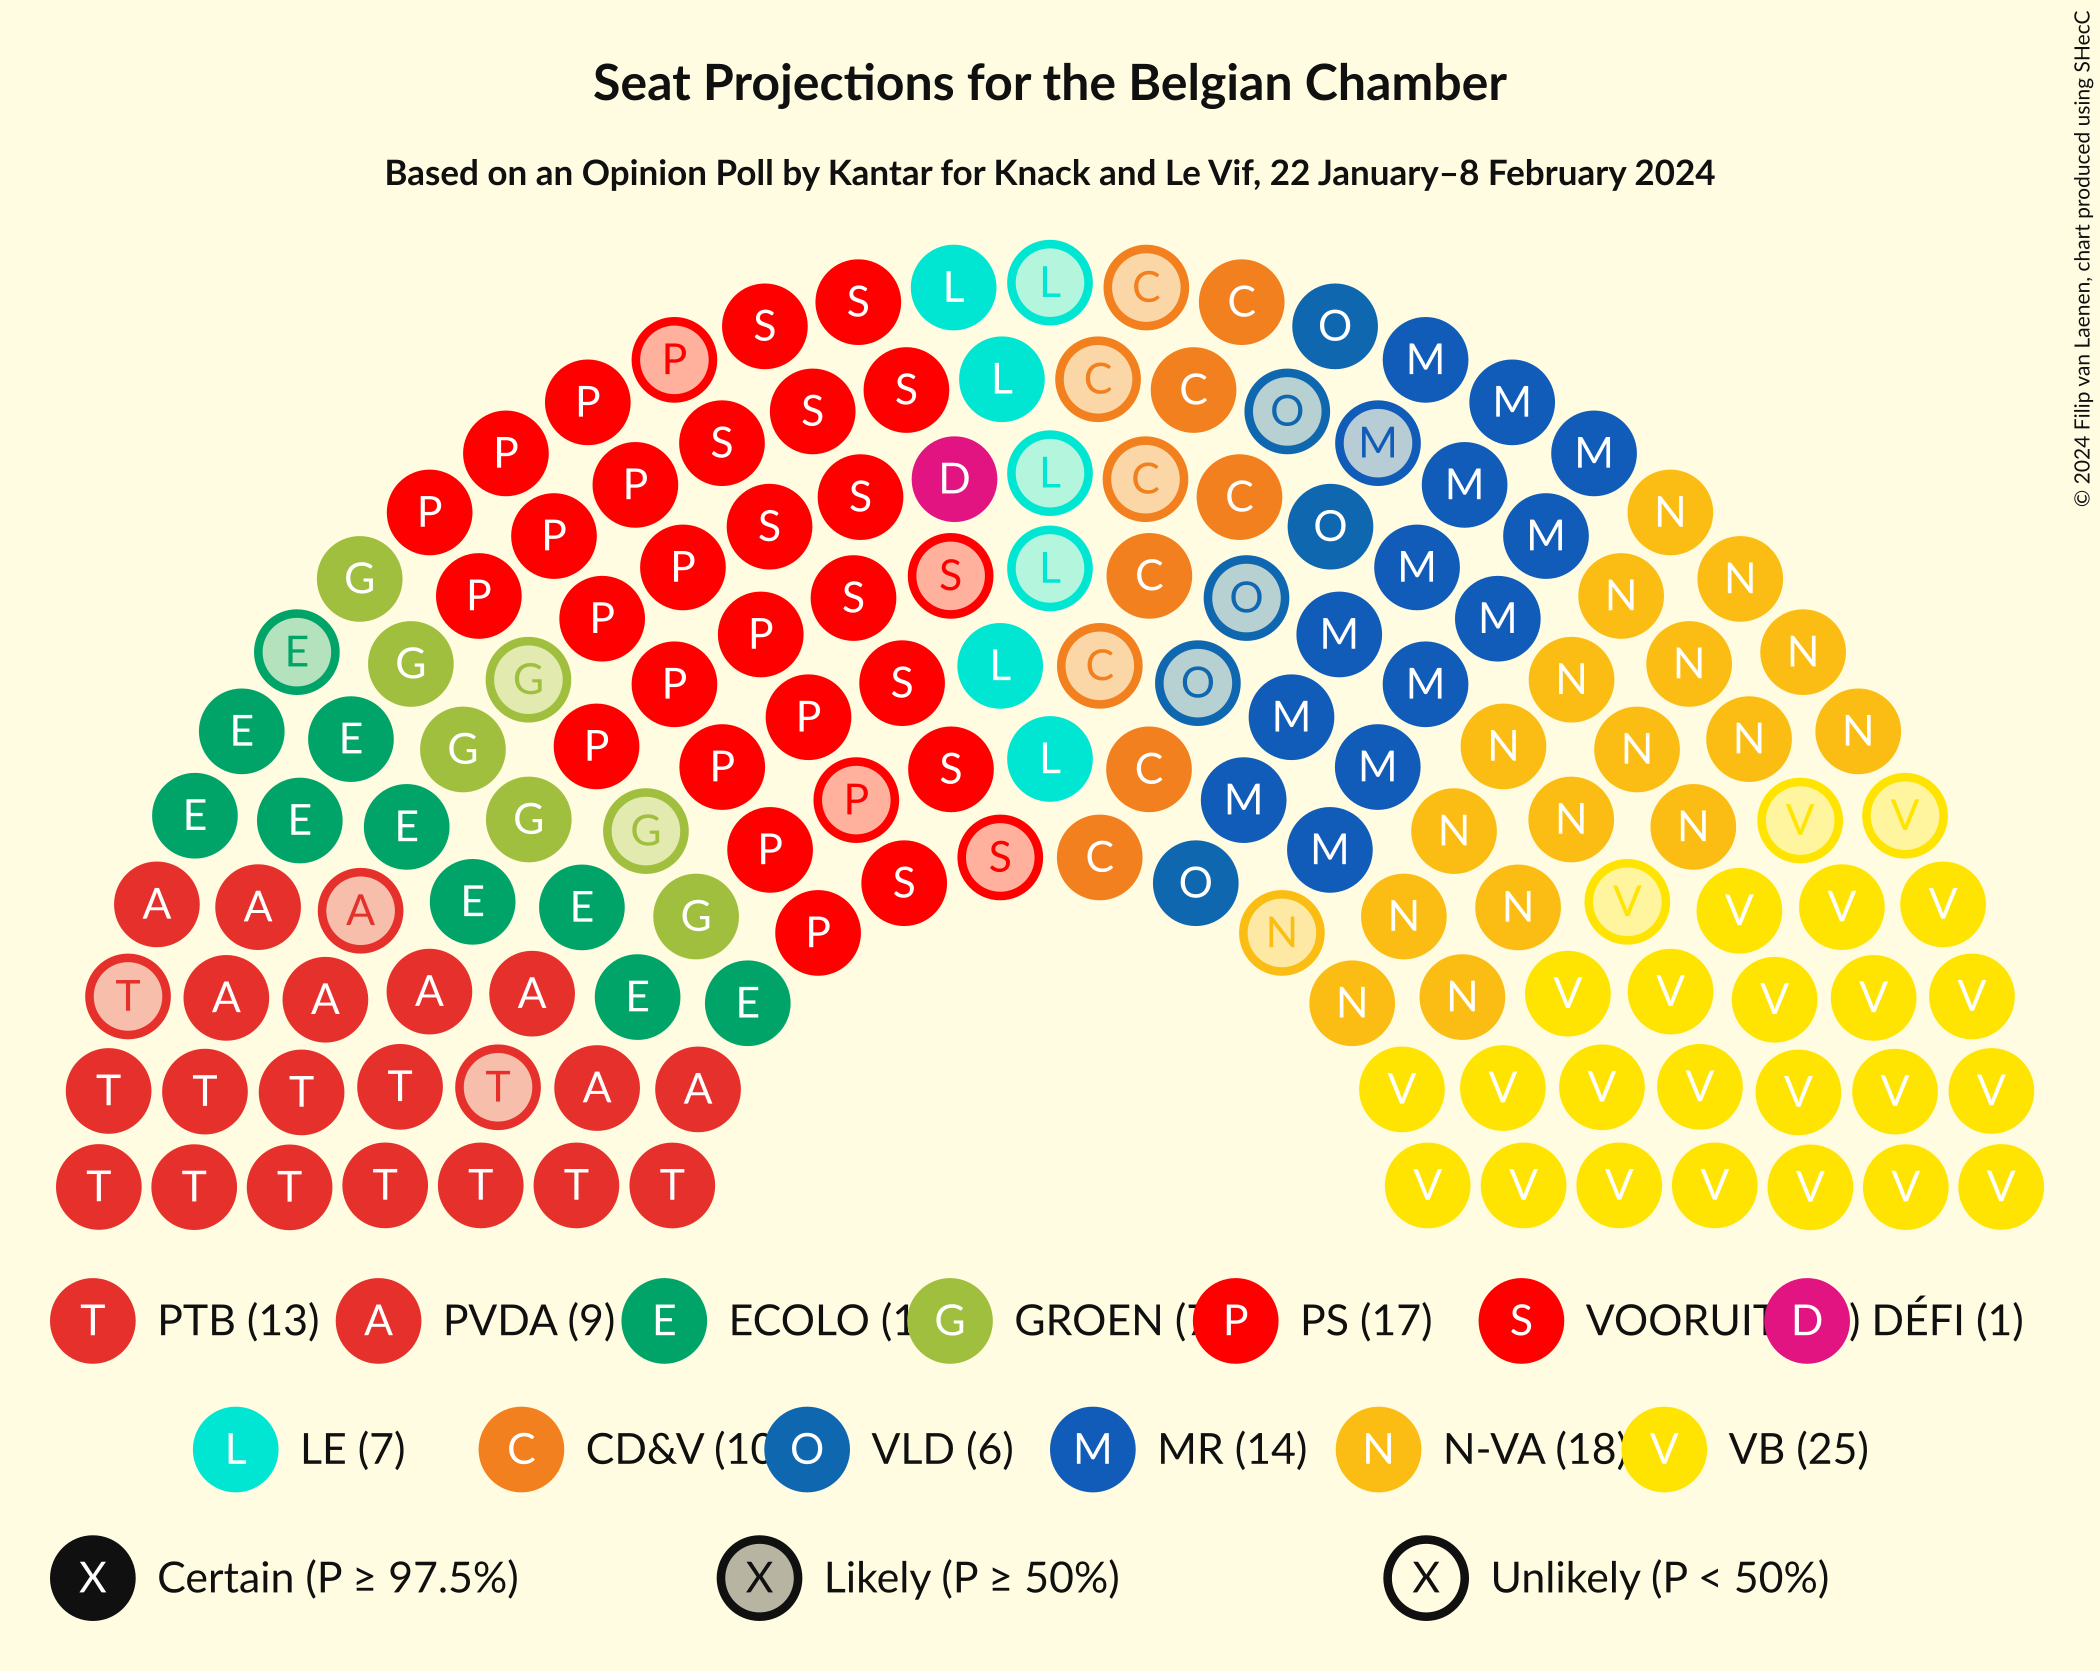 Seat Projections for the Belgian Chamber
Based on an Opinion Poll by Kantar for Knack and Le Vif, 22 January–8 February 2024
© 2024 Filip van Laenen, chart produced using SHecC
L L C C
S S O M
P M
P S S L C C O M
P S M M
P P S D L C C O M N
P P S M M
G P P S S L C O M N N
E G G P P S L C O M M N N N
E E G P P P S L C O M M N N N N
E E E G G P P S C M M N N N V V
A A A E E G P S S C O N N N V V V V
T A A A A E E N N V V V V V
T T T T T A A V V V V V V V
T T T T T T T V V V V V V V
T PTB (13) A PVDA (9) E ECOLO (1 G GROEN (7 P PS (17) S VOORUIT D ) DÉFI (1)
L LE (7) C CD&V (10 O VLD (6) M MR (14) N N-VA (18) V VB (25)
X Certain (P ≥ 97.5%) X Likely (P ≥ 50%) X Unlikely (P < 50%)